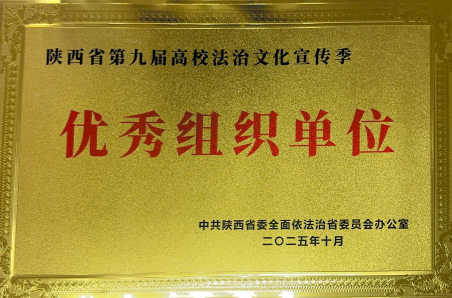 陕西省第九届高校法治文化宣传季
优秀组织单位
中共陕西省委全面依法治省委员会办公室
二〇二五年十月